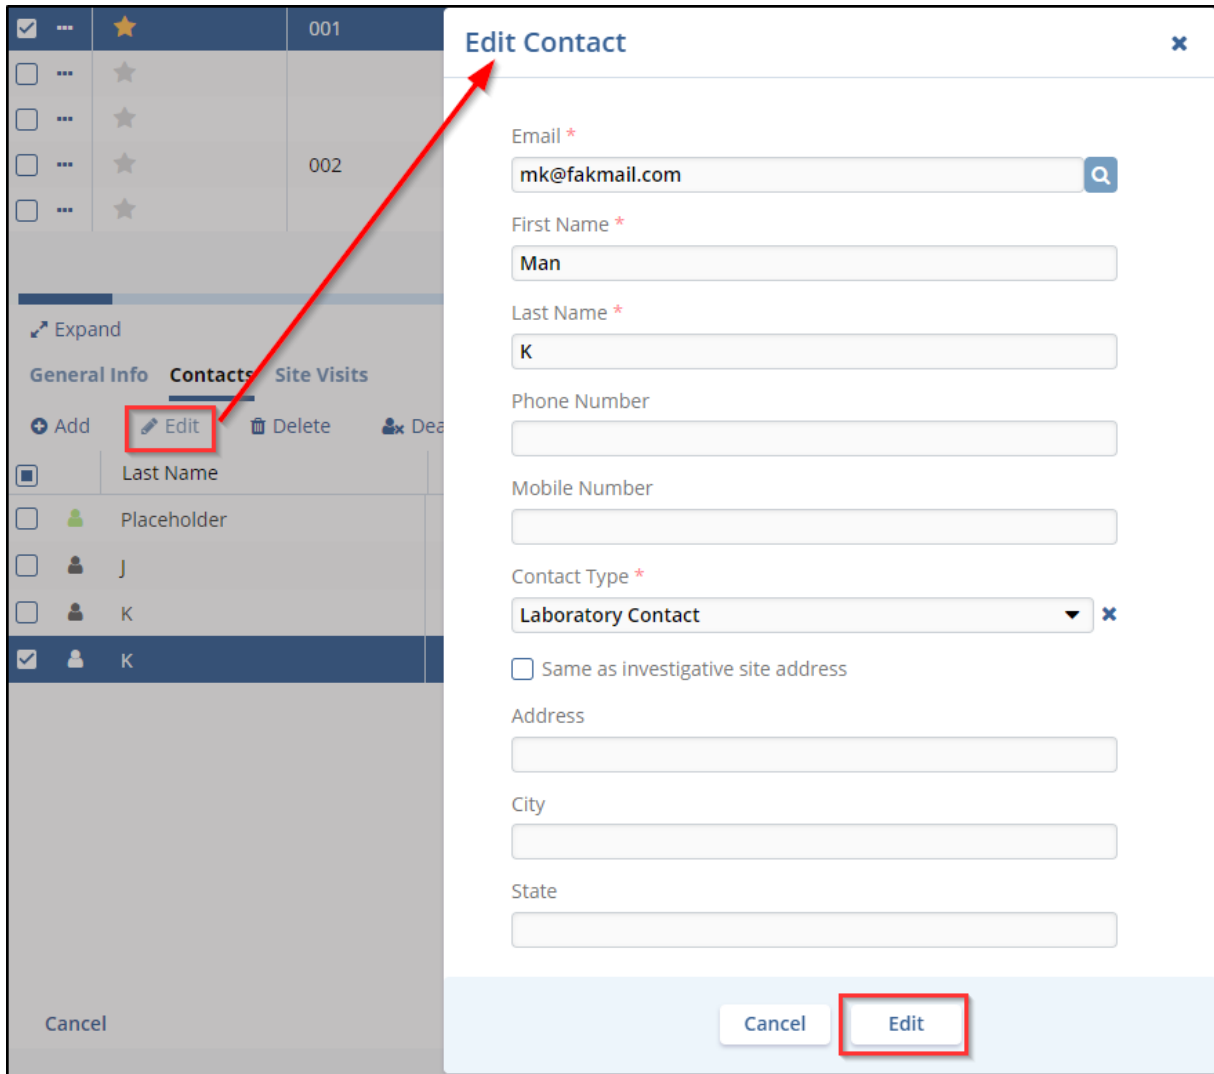 001
002
Expand
General Info Contacts Site Visits
Add Edit Delete Dea
Last Name
Placeholder
J
K
K
Cancel
Edit Contact
Email *
mk@fakmail.com
First Name *
Man
Last Name *
K
Phone Number
Mobile Number
Contact Type *
Laboratory Contact
Same as investigative site address
Address
City
State
Cancel Edit